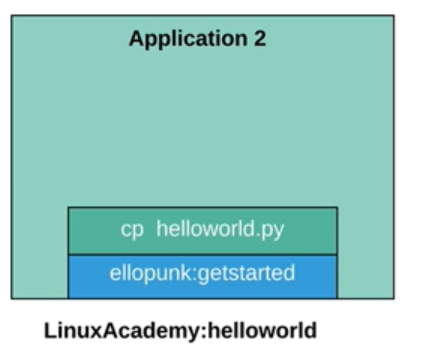 Application 2
cp helloworld.py
ellopunk:getstarted
LinuxAcademy:helloworld